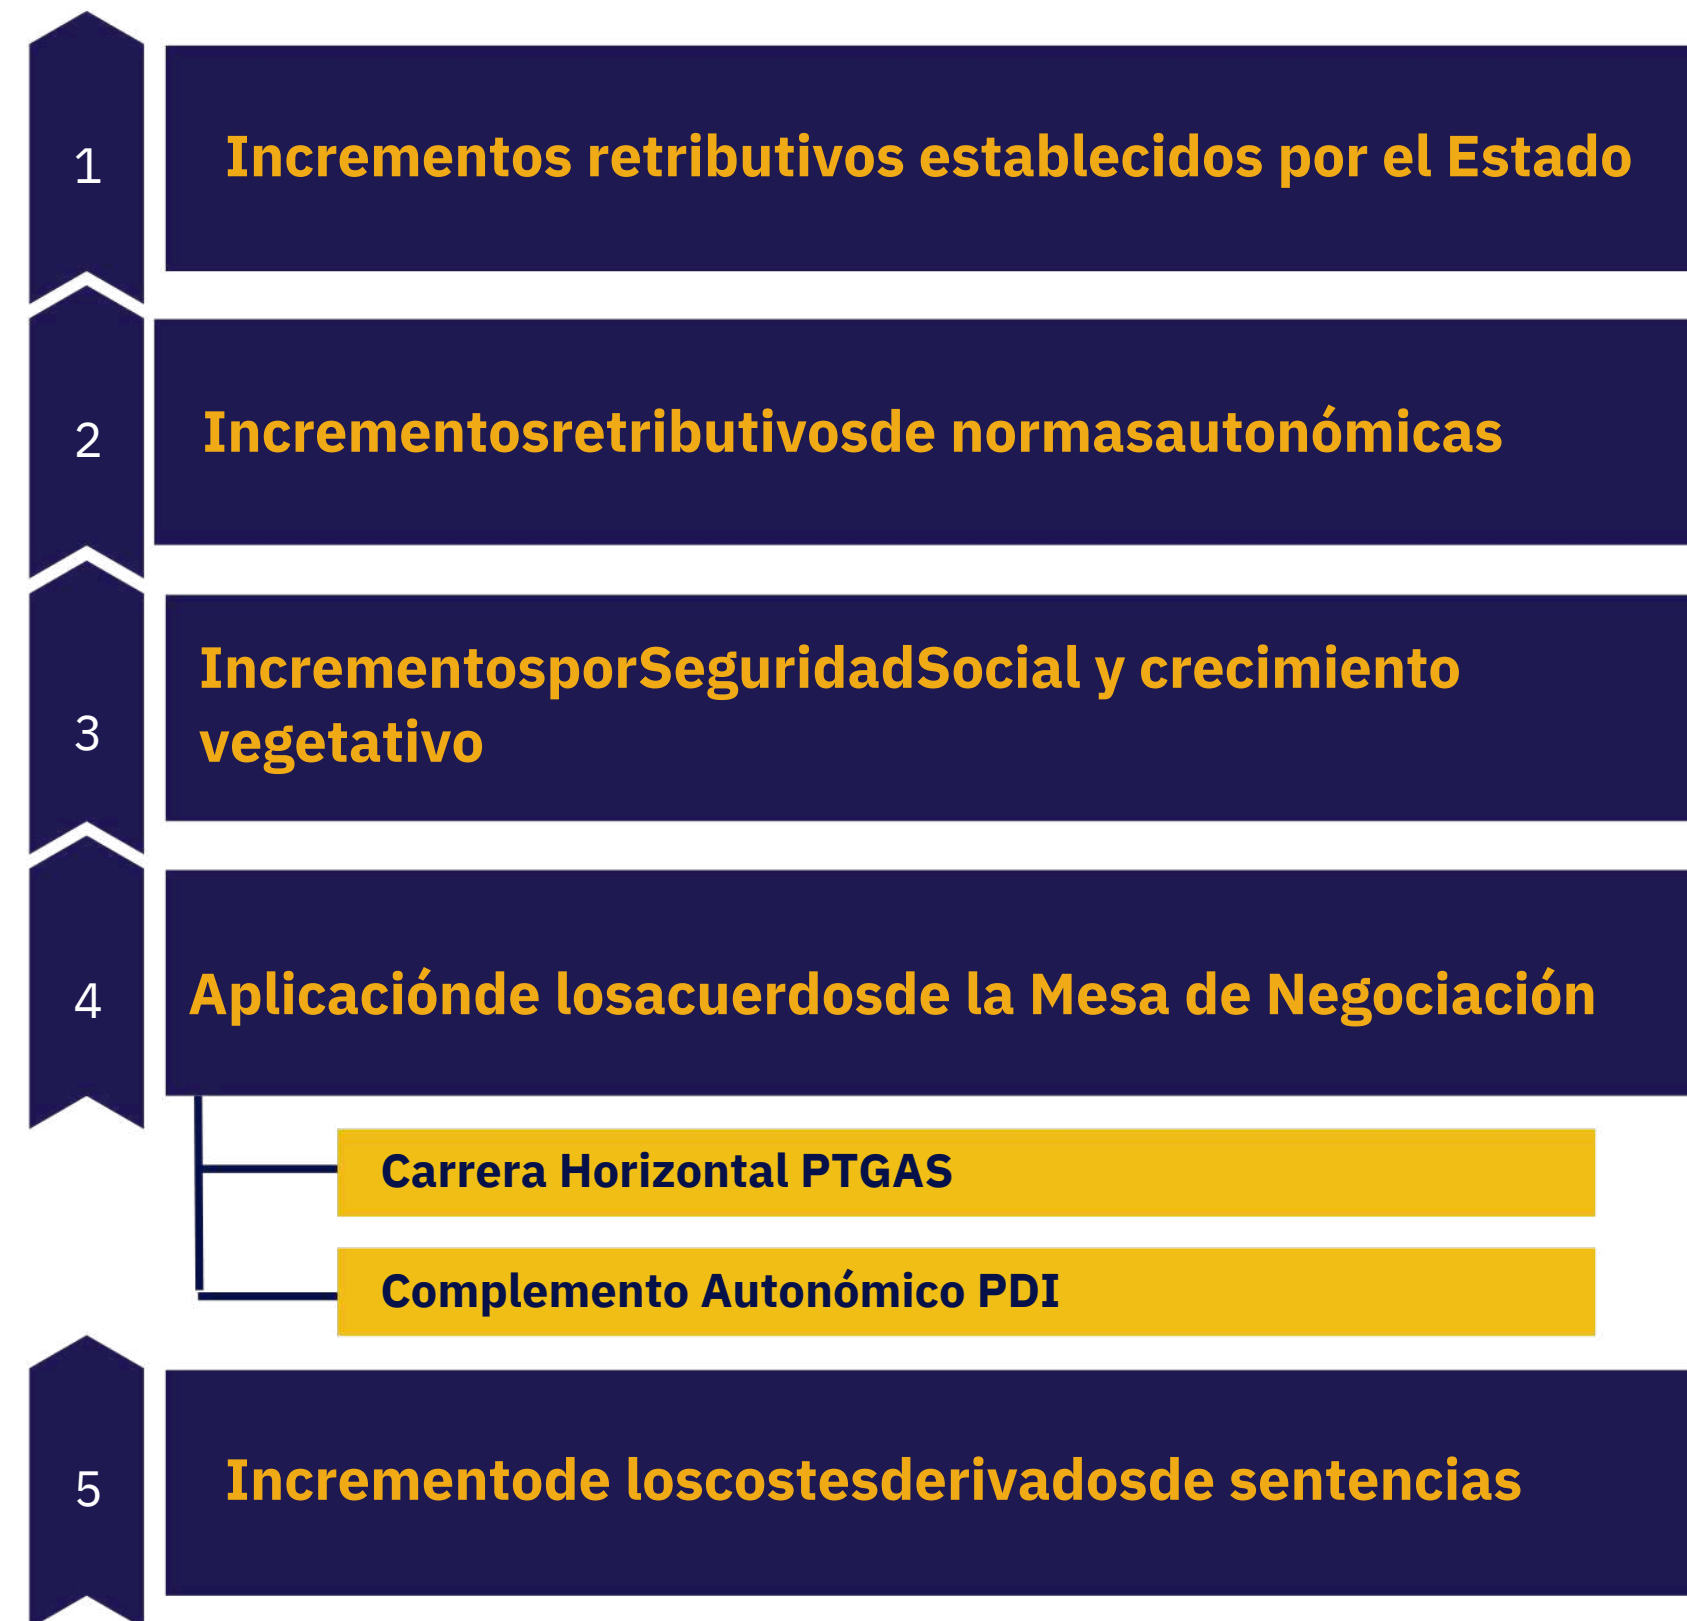 1
Incrementos retributivos establecidos por el Estado
2
Incrementosretributivosde normasautonómicas
3
IncrementosporSeguridadSocial y crecimiento
vegetativo
4
Aplicaciónde losacuerdosde la Mesa de Negociación
Carrera Horizontal PTGAS
Complemento Autonómico PDI
5
Incrementode loscostesderivadosde sentencias